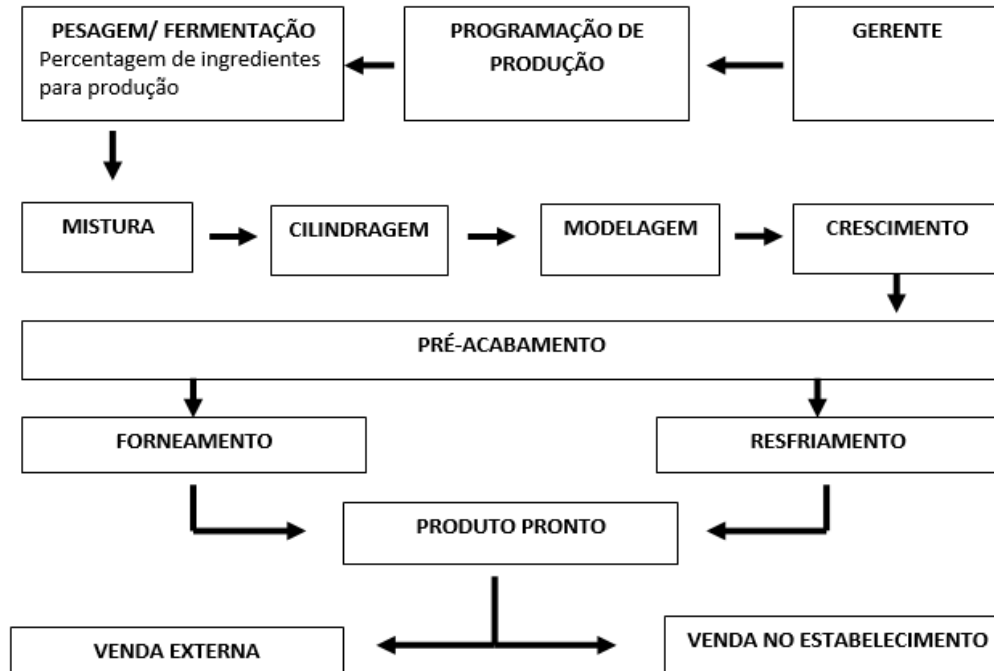 PESAGEM/ FERMENTAÇÃO
Percentagem de ingredientes
para produção
PROGRAMAÇÃO DE
PRODUÇÃO
GERENTE
MISTURA
CILINDRAGEM
MODELAGEM
CRESCIMENTO
PRÉ-ACABAMENTO
FORNEAMENTO
RESFRIAMENTO
PRODUTO PRONTO
VENDA EXTERNA
VENDA NO ESTABELECIMENTO